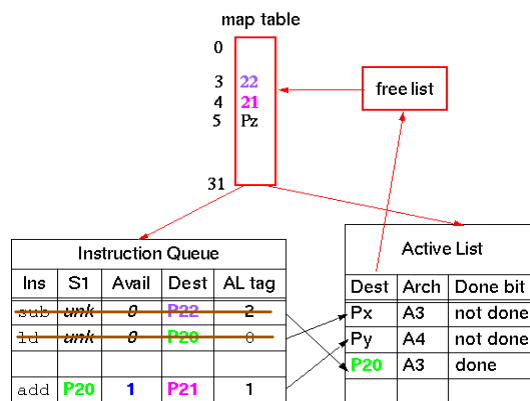 map table
0
3 22
4 21
5 Pz
free list
31
Instruction Queue
Ins S1 Avail Dest AL tag
sub unk 0 P22 2
ld unk 0 P20 0
add P20 1 P21 1
Active List
Dest Arch Done bit
Px A3 not done
Py A4 not done
P20 A3 done